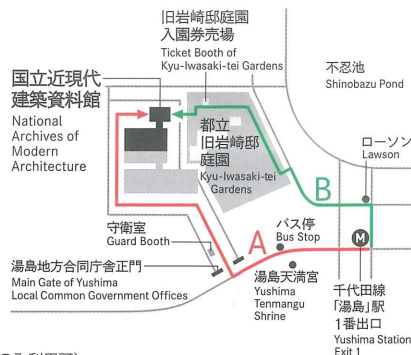 旧岩崎邸庭園
入園券売場
Ticket Booth of
Kyu-Iwasaki-tei Gardens
不忍池
Shinobazu Pond
国立近現代
建築資料館
National
Archives of
Modern
Architecture
都立
旧岩崎邸
庭園
Kyu-Iwasaki-tei
Gardens
ローソン
Lawson
B
守衛室
Guard Booth
A
バス停
Bus Stop
M
湯島地方合同庁舎正門
Main Gate of Yushima
Local Common Government Offices
湯島天満宮
Yushima
Tenmangu
Shrine
千代田線
「湯島」駅
1番出口
Yushima Station
Exit 1